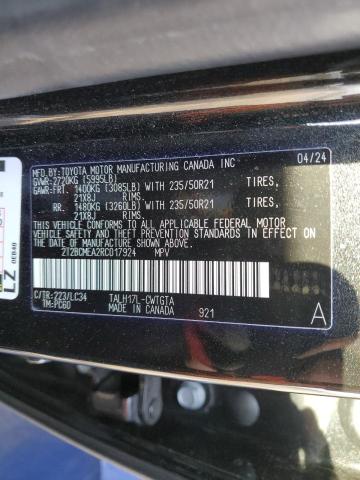 MFD.BY:TOYOTA MOTOR MANUFACTURING CANADA INC 04/24
GVWR:2720KG (5995LB)
GAWR:FRT. 1400KG (3085LB) WITH 235/50R21 TIRES,
21X8J RIMS.
RR. 1480KG (3260LB) WITH 235/50R21 TIRES,
21X8J RIMS.
THIS VEHICLE CONFORMS TO ALL APPLICABLE FEDERAL MOTOR
VEHICLE SAFETY AND THEFT PREVENTION STANDARDS IN EFFECT
ON THE DATE OF MANUFACTURE SHOWN ABOVE.
2T2BCMEA2RC017924 MPV
C/TR:223/LC34 TALH17L-CWTGTA
TM:PC60 MADE IN CANADA 921 A
LZ
0E040